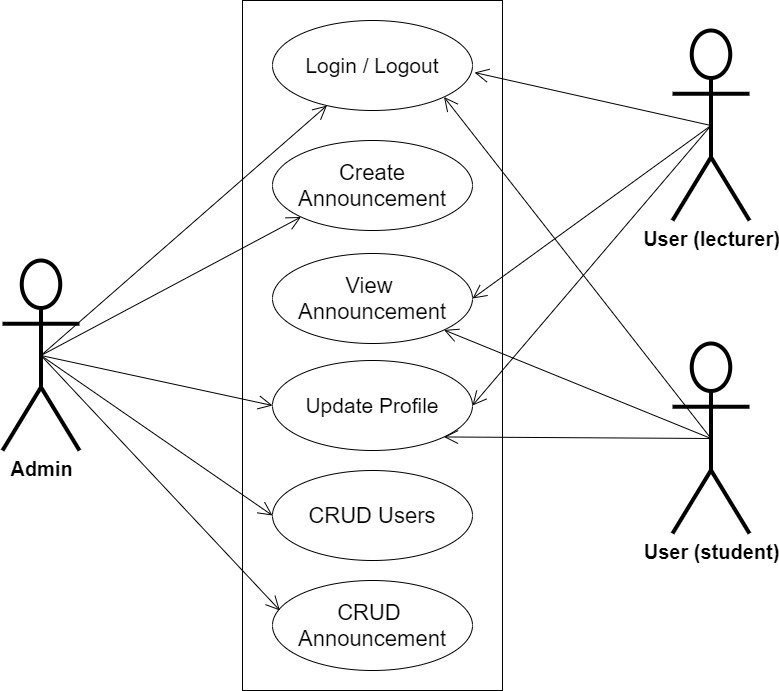 Login / Logout
Create
Announcement
View
Announcement
Update Profile
CRUD Users
CRUD
Announcement
Admin
User (lecturer)
User (student)